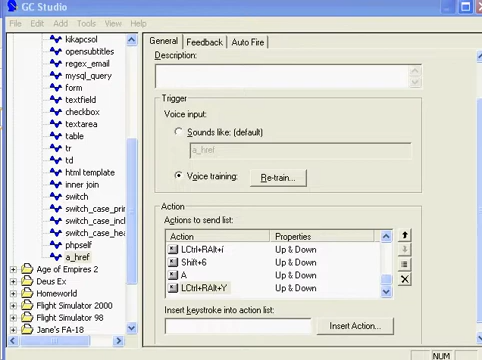 GC Studio
File Edit Add Tools View Help
kikapcsol
opensubtitles
regex_email
mysql_query
form
textfield
checkbox
textarea
table
tr
td
html template
inner join
switch
switch_case_prin
switch_case_incl
switch_case_hea
phpself
a_href
Age of Empires 2
Deus Ex
Homeworld
Flight Simulator 2000
Flight Simulator 98
Jane's FA-18
General Feedback Auto Fire
Description:
Trigger
Voice input:
Sounds like: (default)
a_href
Voice training: Re-train...
Action
Actions to send list:
Action Properties
LCtrl+RAlt+Í Up & Down
Shift+6 Up & Down
A Up & Down
LCtrl+RAlt+Y Up & Down
Insert keystroke into action list:
Insert Action...
NUM